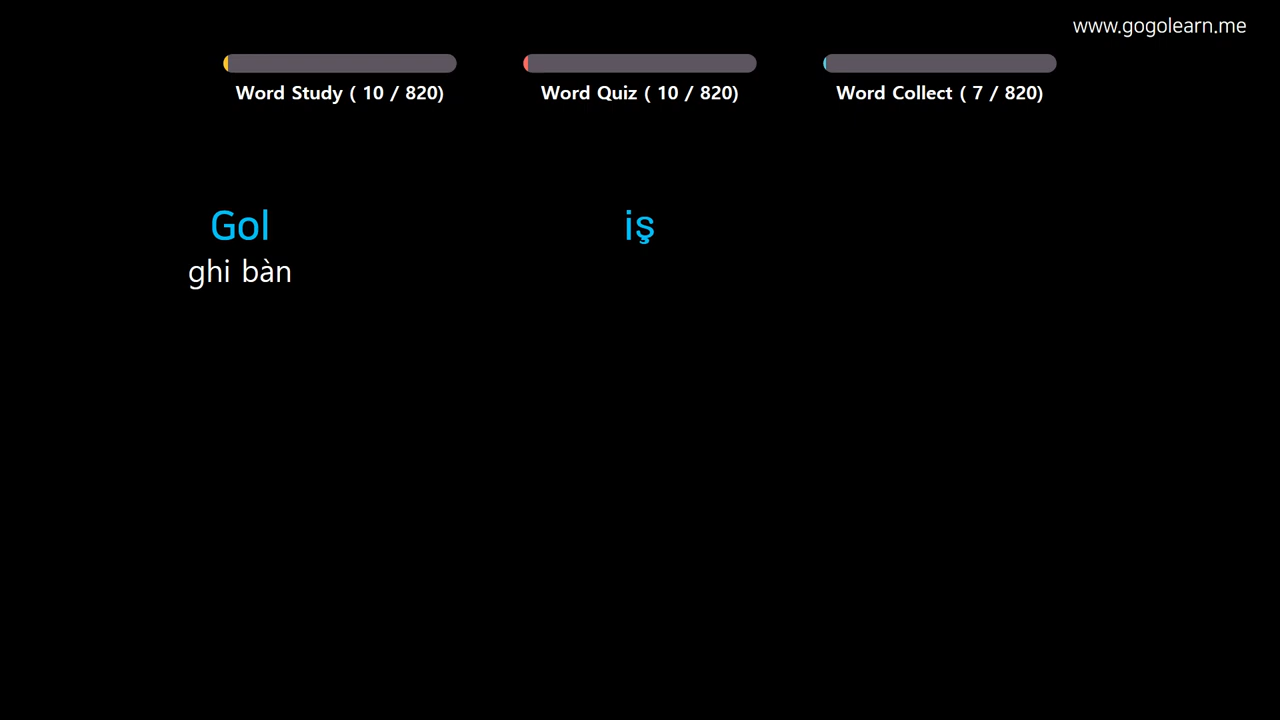 www.gogolearn.me
Word Study ( 10 / 820)
Word Quiz ( 10 / 820)
Word Collect ( 7 / 820)
Gol
ghi bàn
iş